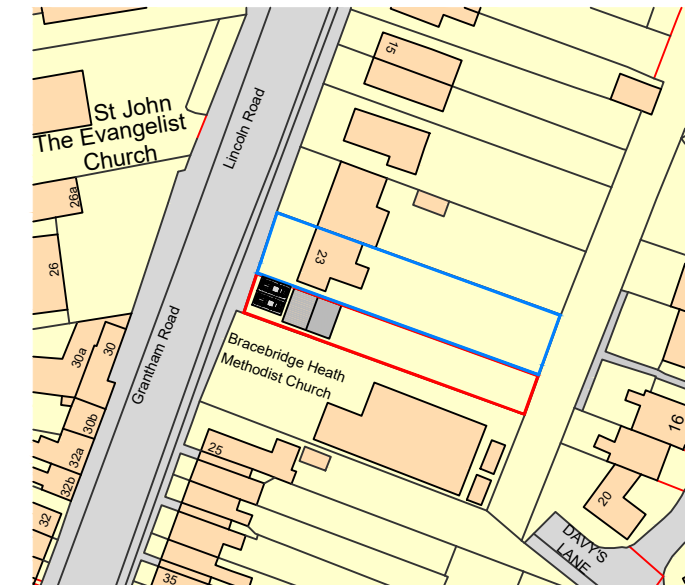 15
St John
The Evangelist
Church
Lincoln Road
26a
26
23
Grantham Road
30a
30
30b
32a
32b
32
Bracebridge Heath
Methodist Church
25
35
16
20
DAVY'S
LANE